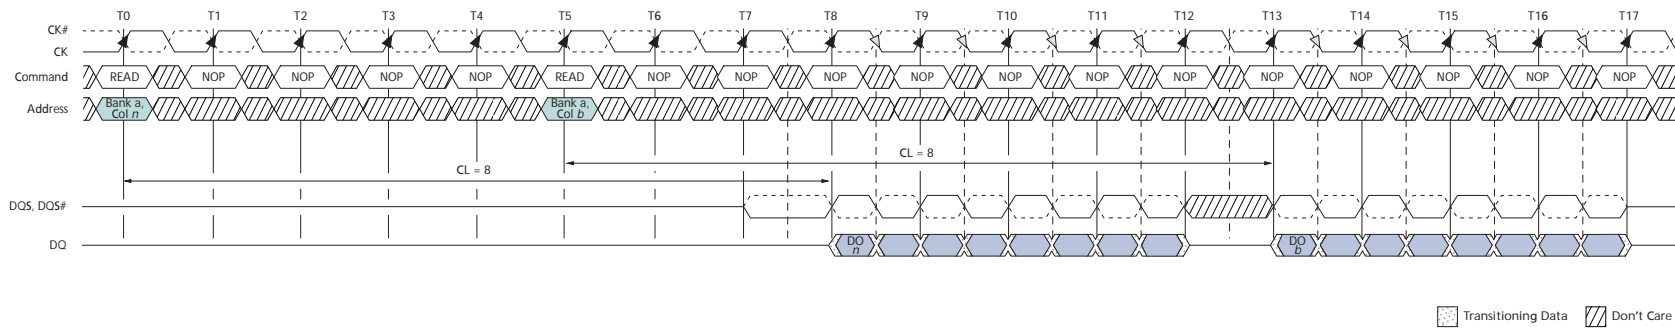 T0 T1 T2 T3 T4 T5 T6 T7 T8 T9 T10 T11 T12 T13 T14 T15 T16 T17
CK#
CK
Command READ NOP NOP NOP NOP READ NOP NOP NOP NOP NOP NOP NOP NOP NOP NOP NOP NOP
Address Bank a, Bank a,
Col n Col b
CL = 8
CL = 8
DQS, DQS#
DQ DO DO
n b
Transitioning Data Don't Care